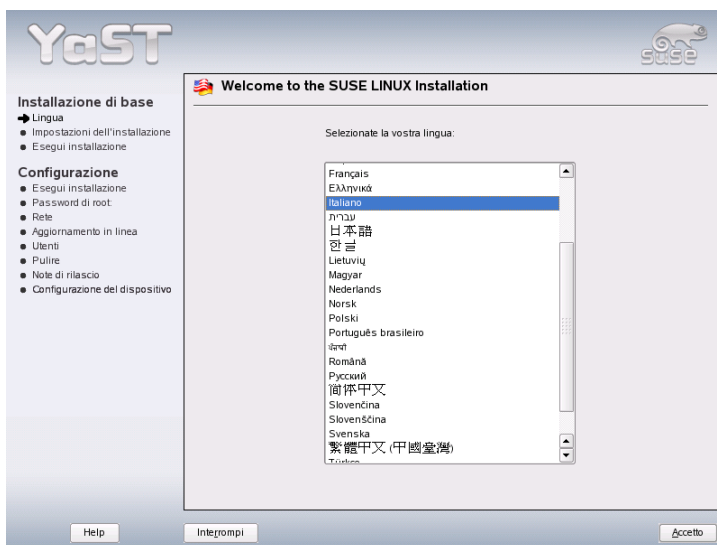 YaST
SUSE
Welcome to the SUSE LINUX Installation
Installazione di base
Lingua
Impostazioni dell'installazione
Esegui installazione
Configurazione
Esegui installazione
Password di root:
Rete
Aggiornamento in linea
Utenti
Pulire
Note di rilascio
Configurazione del dispositivo
Selezionate la vostra lingua:
Français
Ελληνικά
Italiano
עברית
日本語
한글
Lietuvių
Magyar
Nederlands
Norsk
Polski
Português brasileiro
ਪੰਜਾਬੀ
Română
Русский
简体中文
Slovenčina
Slovenščina
Svenska
繁體中文 (中國臺灣)
Türkçe
Help
Interrompi
Accetto